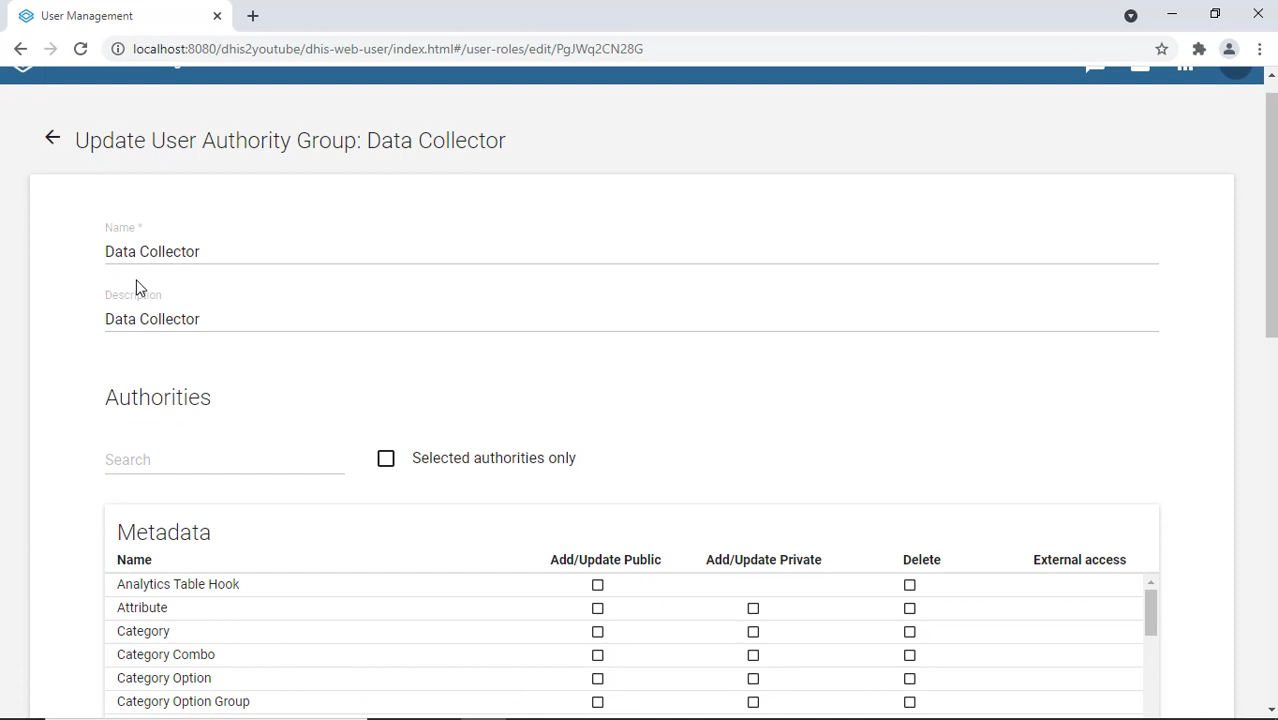 User Management
localhost:8080/dhis2youtube/dhis-web-user/index.html#/user-roles/edit/PgJWq2CN28G
Update User Authority Group: Data Collector
Name *
Data Collector
Description
Data Collector
Authorities
Search
Selected authorities only
Metadata
Name Add/Update Public Add/Update Private Delete External access
Analytics Table Hook
Attribute
Category
Category Combo
Category Option
Category Option Group